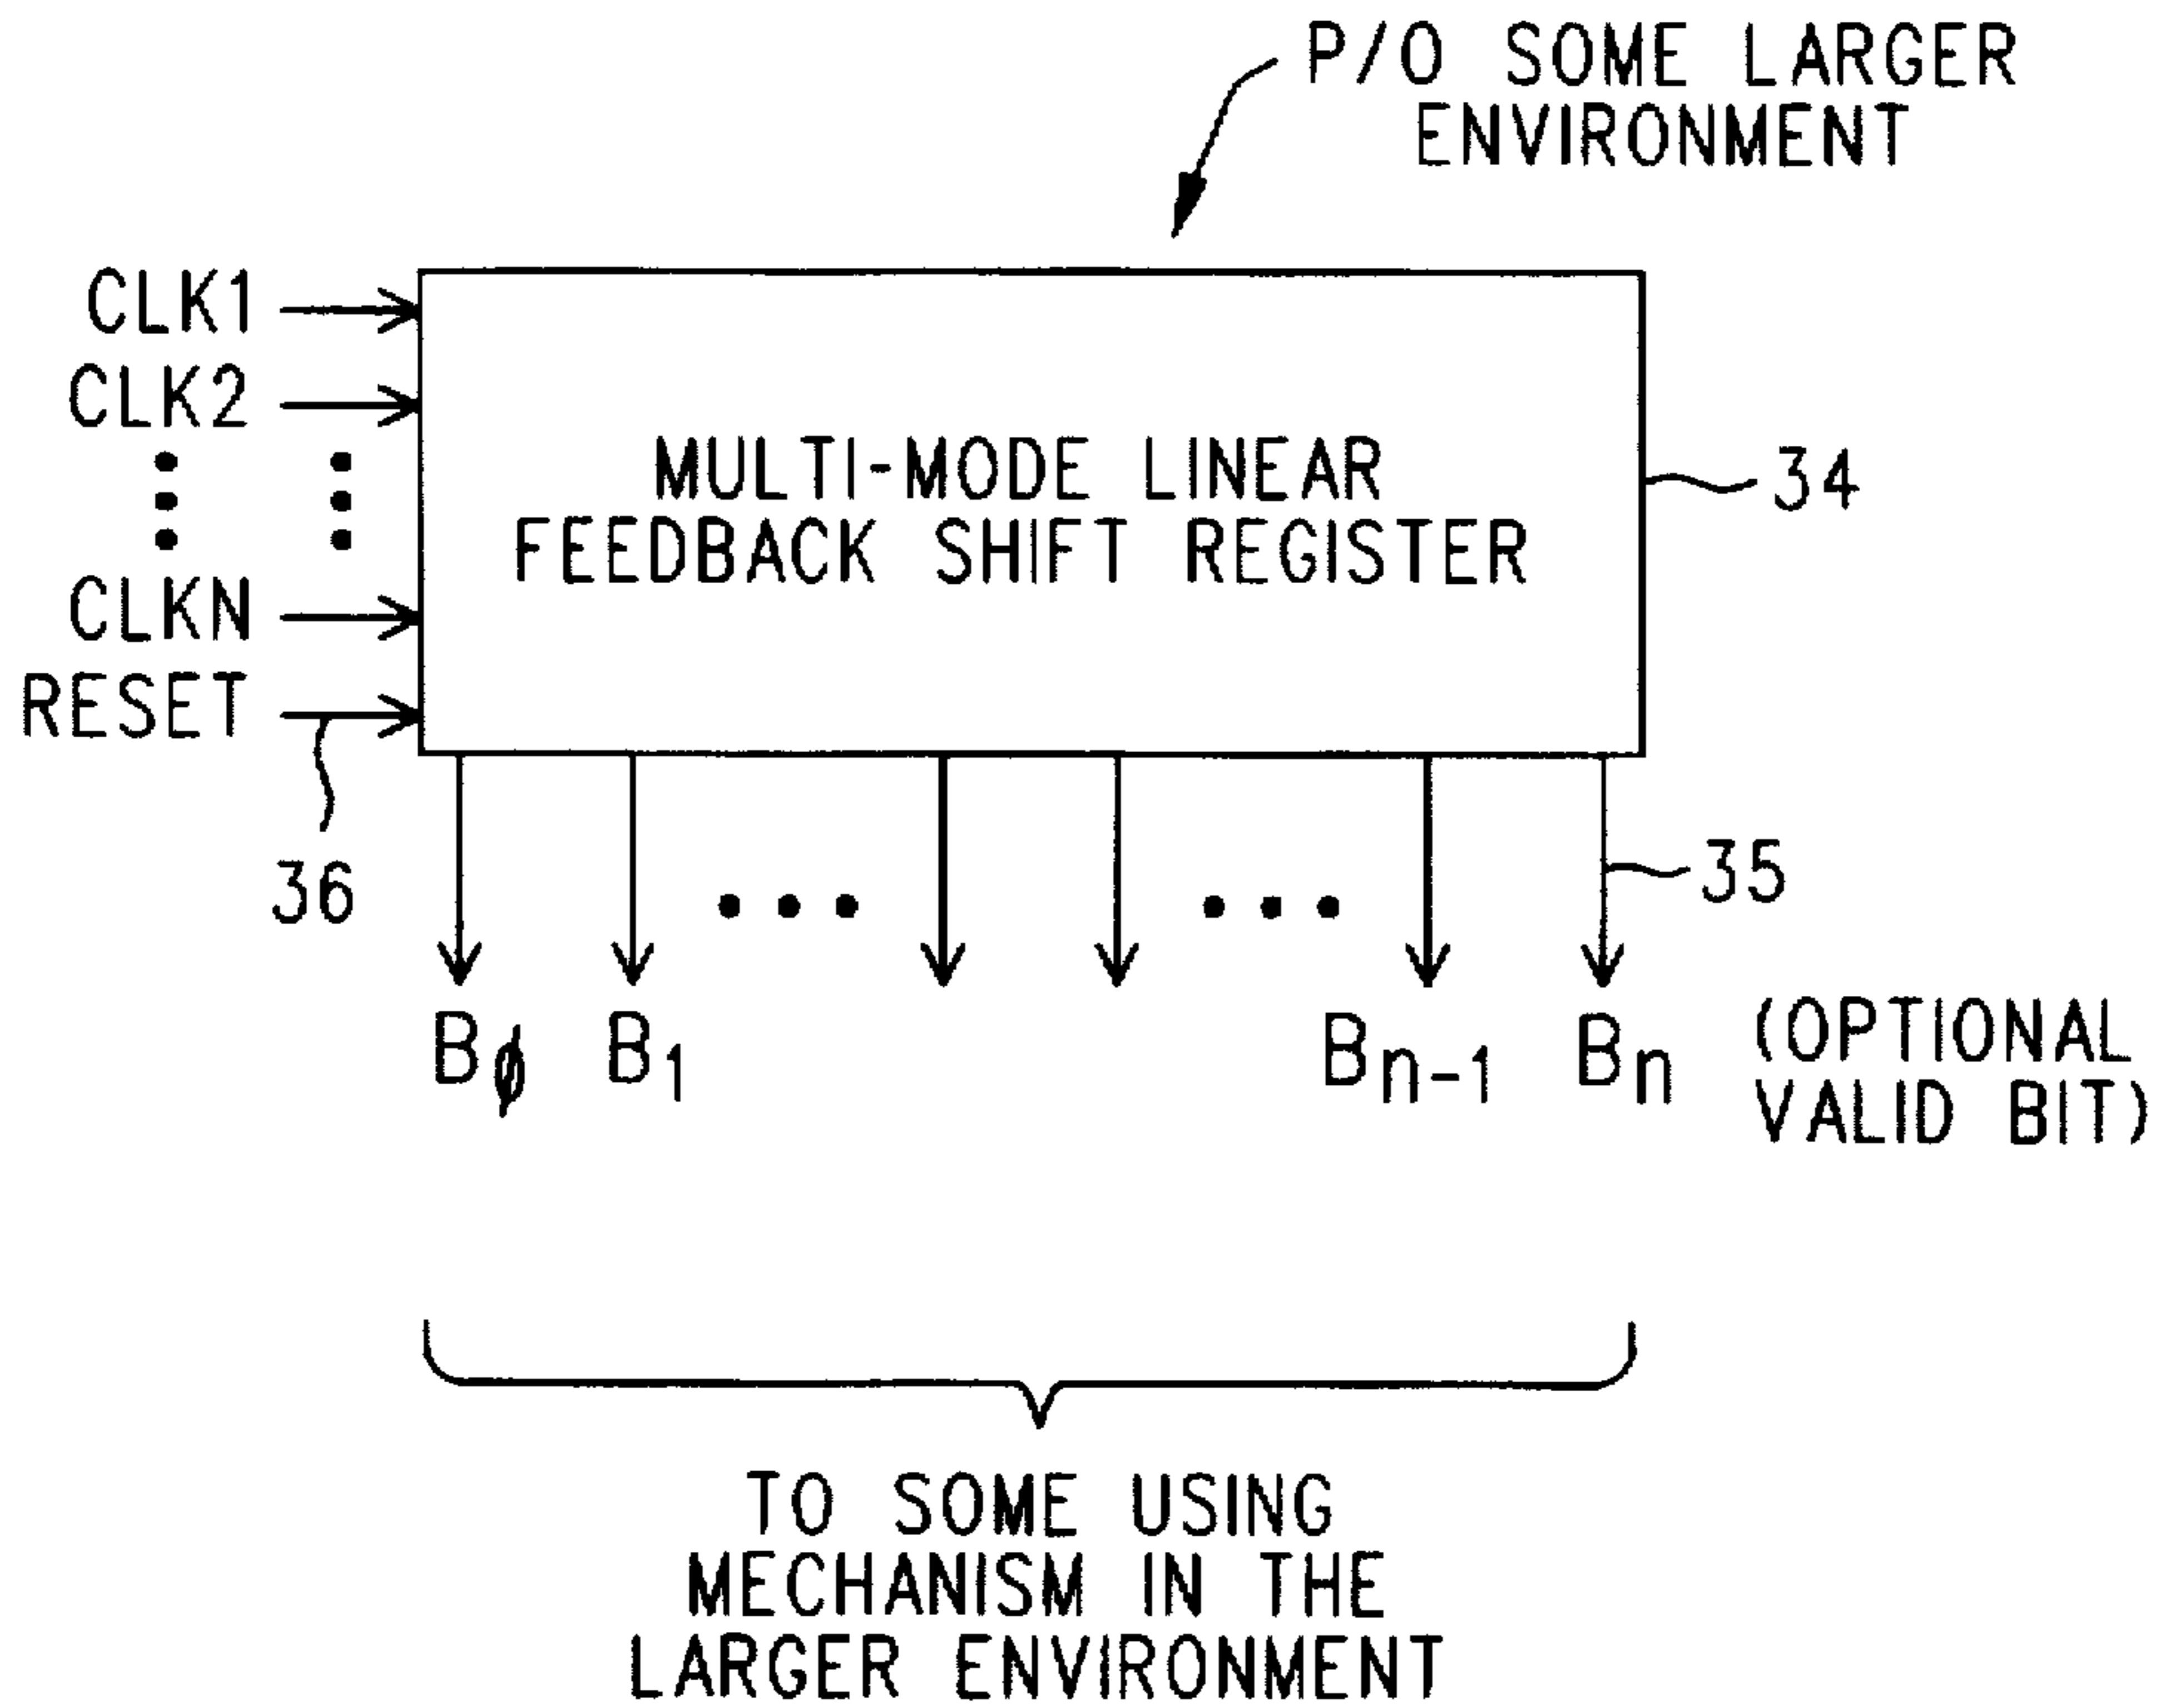 P/O SOME LARGER
ENVIRONMENT
CLK1
CLK2
CLKN
RESET
MULTI-MODE LINEAR
FEEDBACK SHIFT REGISTER
34
36
35
Bφ B1 Bn-1 Bn (OPTIONAL
VALID BIT)
TO SOME USING
MECHANISM IN THE
LARGER ENVIRONMENT